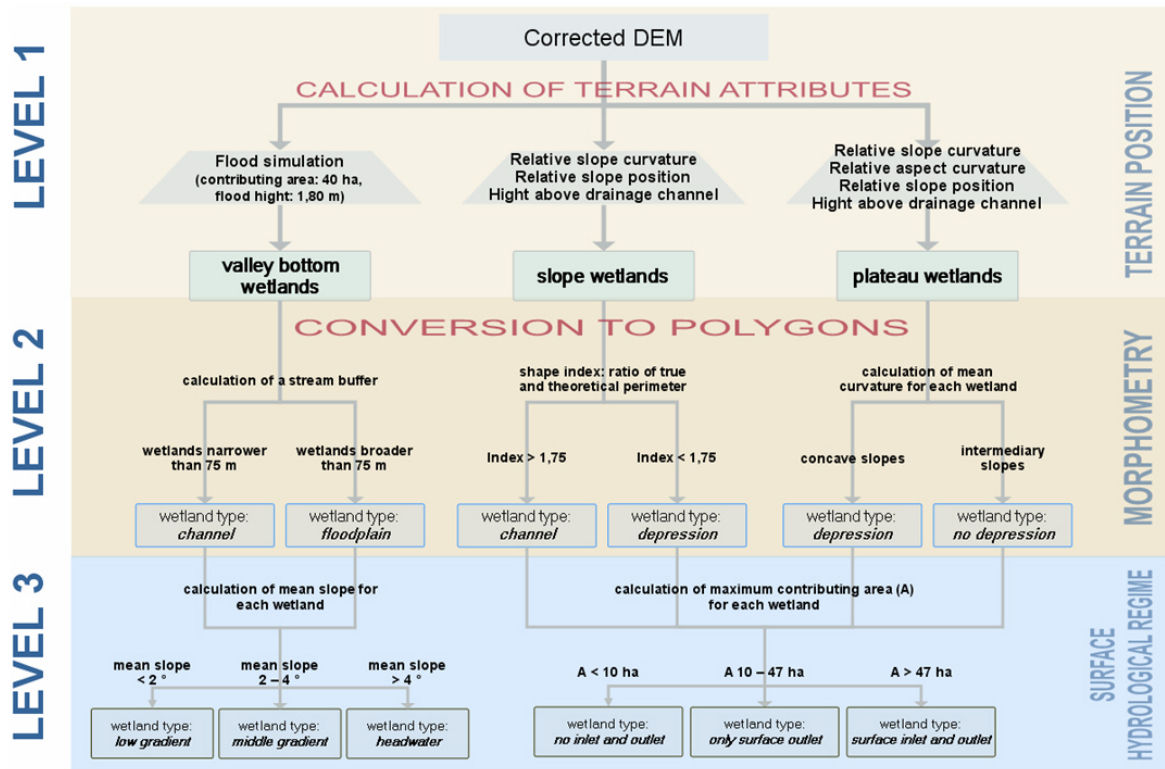 LEVEL 1
Corrected DEM
CALCULATION OF TERRAIN ATTRIBUTES
Flood simulation
(contributing area: 40 ha,
flood hight: 1,80 m)
Relative slope curvature
Relative slope position
Hight above drainage channel
Relative slope curvature
Relative aspect curvature
Relative slope position
Hight above drainage channel
valley bottom
wetlands
slope wetlands
plateau wetlands
TERRAIN POSITION
LEVEL 2
CONVERSION TO POLYGONS
calculation of a stream buffer
shape index: ratio of true
and theoretical perimeter
calculation of mean
curvature for each wetland
wetlands narrower
than 75 m
wetlands broader
than 75 m
Index > 1,75
Index < 1,75
concave slopes
intermediary
slopes
wetland type:
channel
wetland type:
floodplain
wetland type:
channel
wetland type:
depression
wetland type:
depression
wetland type:
no depression
MORPHOMETRY
LEVEL 3
calculation of mean slope for
each wetland
calculation of maximum contributing area (A)
for each wetland
mean slope
< 2 °
mean slope
2 – 4 °
mean slope
> 4 °
A < 10 ha
A 10 – 47 ha
A > 47 ha
wetland type:
low gradient
wetland type:
middle gradient
wetland type:
headwater
wetland type:
no inlet and outlet
wetland type:
only surface outlet
wetland type:
surface inlet and outlet
SURFACE
HYDROLOGICAL REGIME